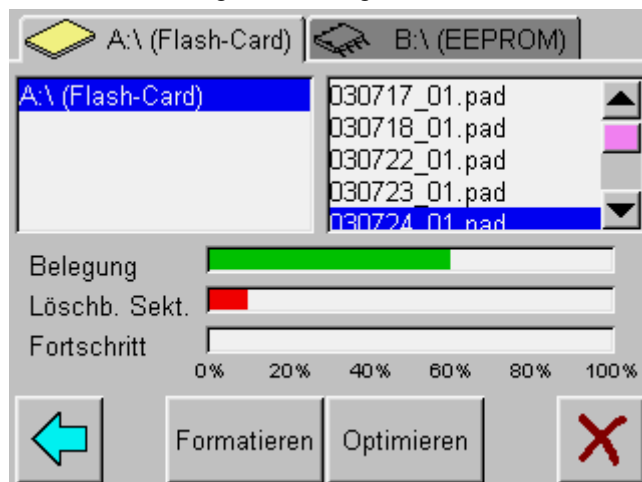 A:\ (Flash-Card) B:\ (EEPROM)
A:\ (Flash-Card)
030717_01.pad
030718_01.pad
030722_01.pad
030723_01.pad
030724_01.pad
Belegung
Löschb. Sekt.
Fortschritt
0% 20% 40% 60% 80% 100%
Formatieren Optimieren